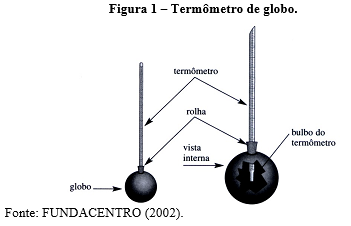 Figura 1 – Termômetro de globo.
termômetro
rolha
bulbo do
termômetro
vista
interna
globo
Fonte: FUNDACENTRO (2002).